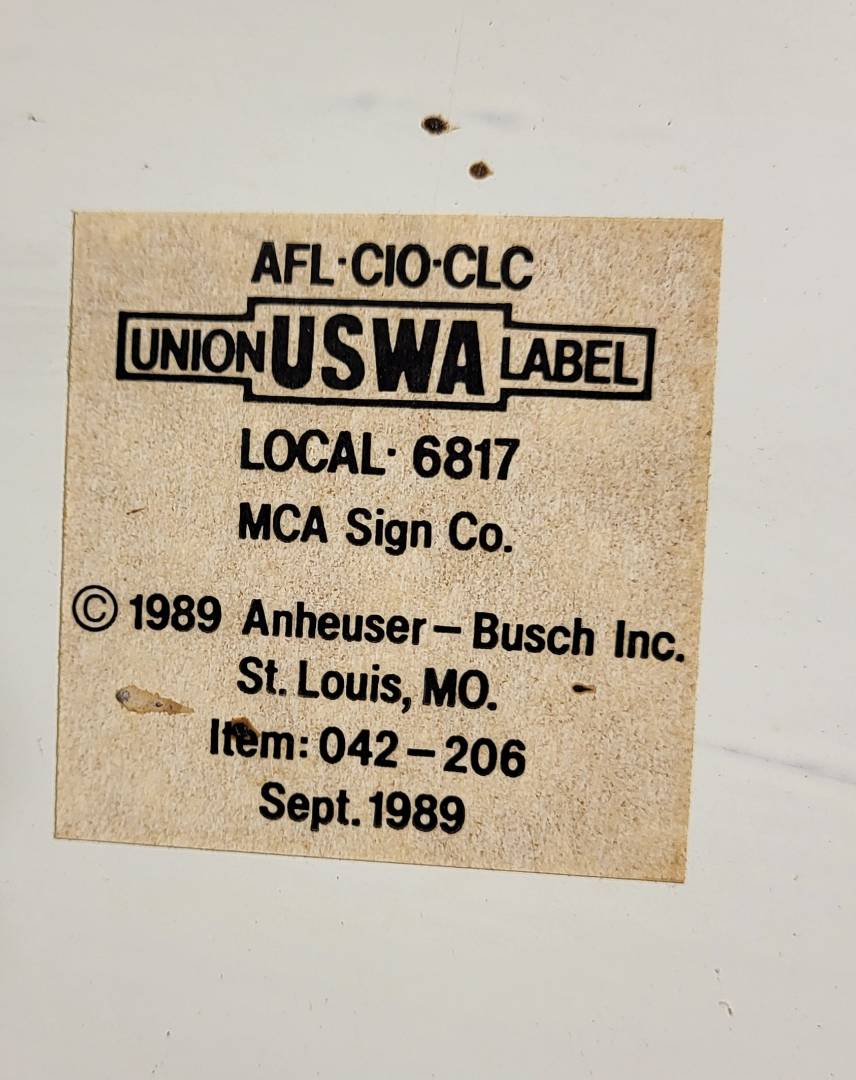 AFL·CIO·CLC
UNION USWA LABEL
LOCAL· 6817
MCA Sign Co.
© 1989 Anheuser–Busch Inc.
St. Louis, MO.
Item: 042–206
Sept. 1989